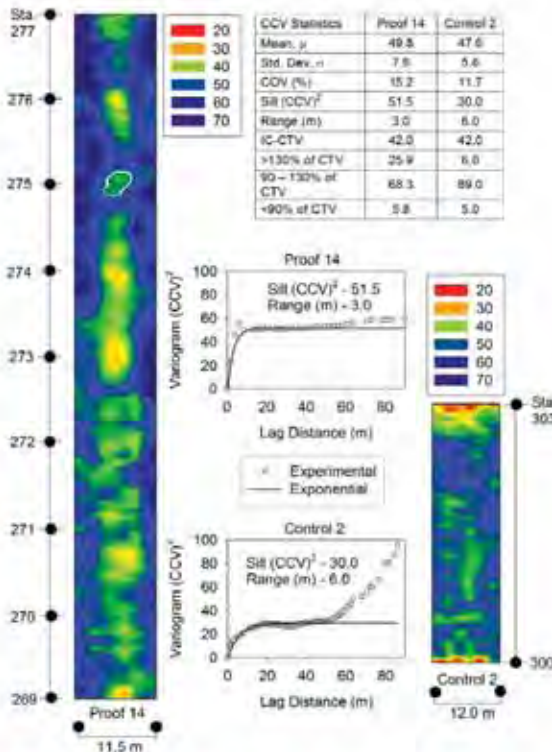 Sta
277
276
275
274
273
272
271
270
269
Proof 14
11.5 m
20
30
40
50
60
70
CCV Statistics Proof 14 Control 2
Mean, μ 49.8 47.6
Std. Dev. σ 7.6 5.6
COV (%) 15.2 11.7
Sill (CCV)² 51.5 30.0
Range (m) 3.0 6.0
IC-CTV 42.0 42.0
>130% of CTV 25.9 6.0
90 – 130% of CTV 68.3 89.0
<90% of CTV 5.8 5.0
Proof 14
Variogram (CCV)²
100
80
60
40
20
0
Sill (CCV)² - 51.5
Range (m) - 3.0
0 20 40 60 80
Lag Distance (m)
Experimental
Exponential
Control 2
Variogram (CCV)²
100
80
60
40
20
0
Sill (CCV)² - 30.0
Range (m) - 6.0
0 20 40 60 80
Lag Distance (m)
20
30
40
50
60
70
Sta
303
300
Control 2
12.0 m